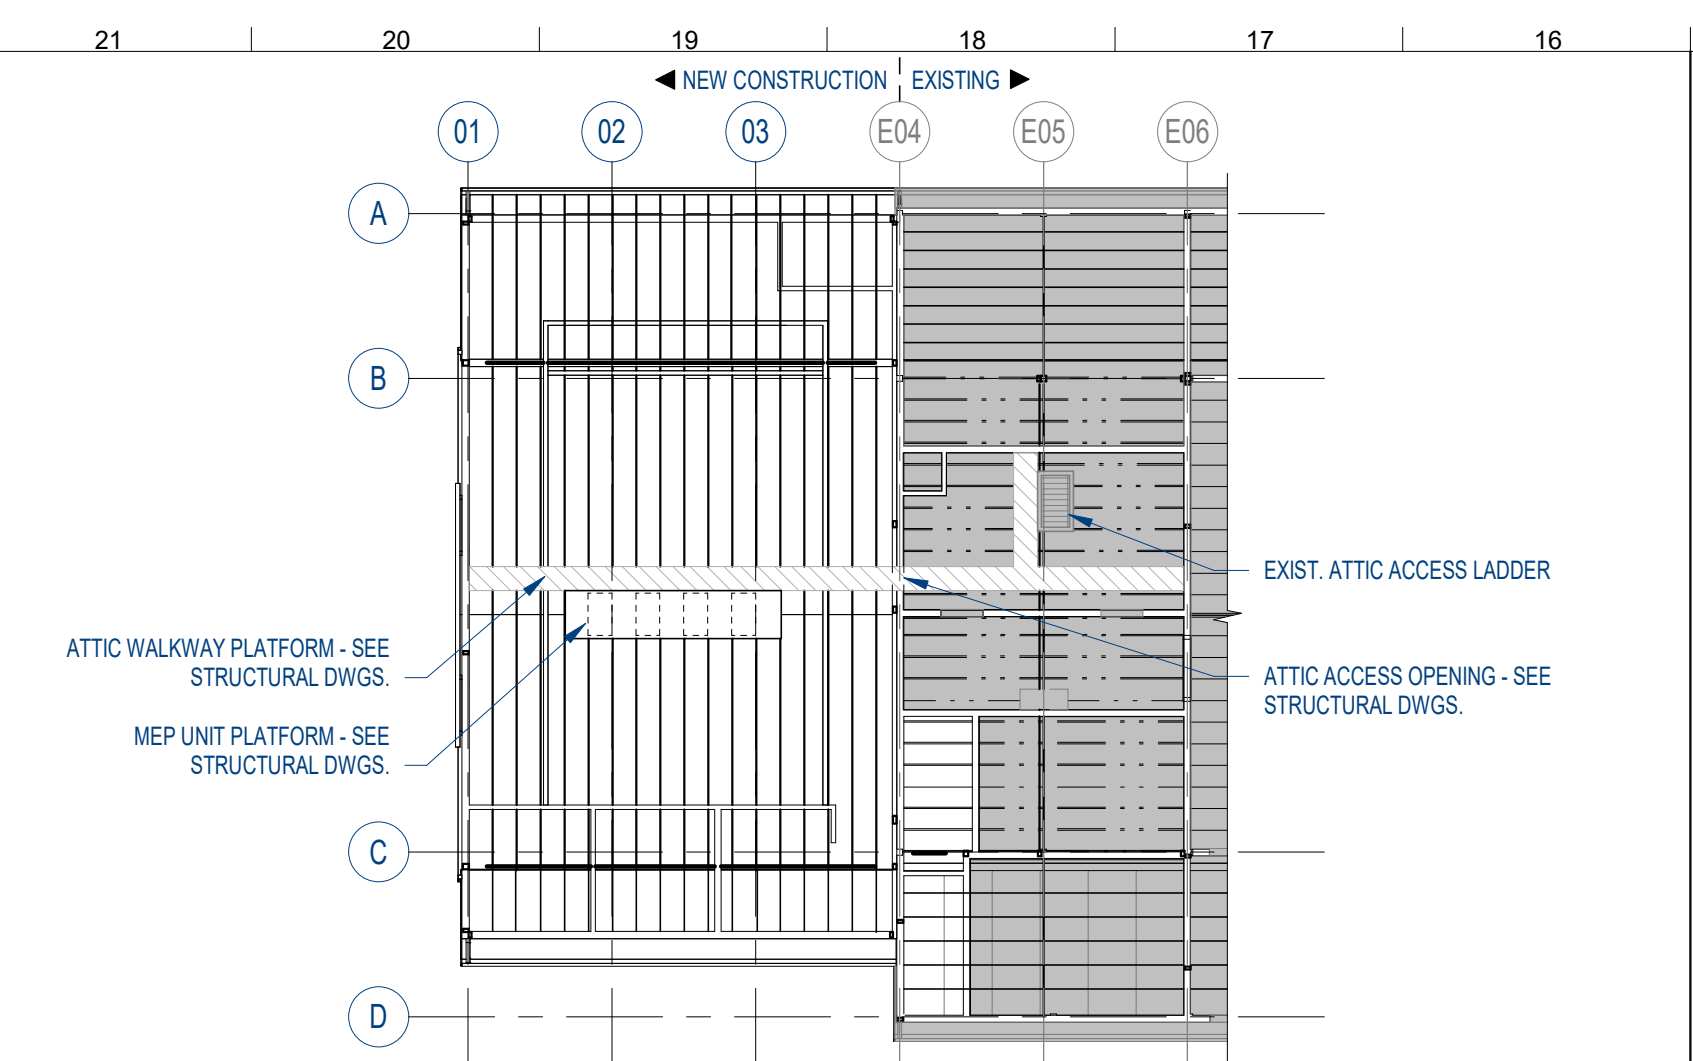 21 20 19 18 17 16
NEW CONSTRUCTION EXISTING
01 02 03 E04 E05 E06
A
B
EXIST. ATTIC ACCESS LADDER
ATTIC WALKWAY PLATFORM - SEE
STRUCTURAL DWGS.
ATTIC ACCESS OPENING - SEE
STRUCTURAL DWGS.
MEP UNIT PLATFORM - SEE
STRUCTURAL DWGS.
C
D